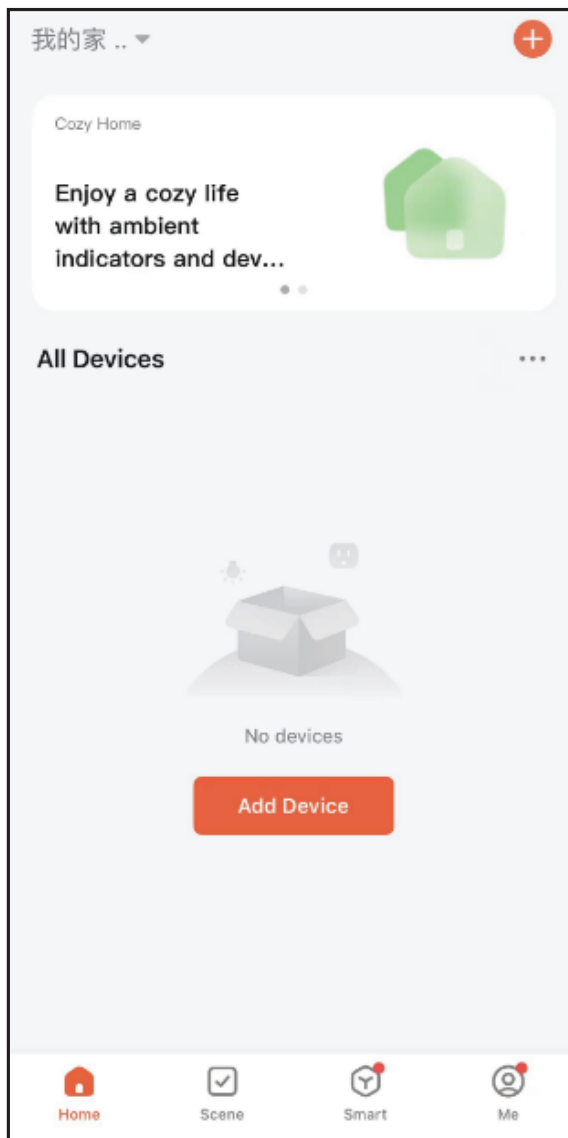 我的家 ..
Cozy Home
Enjoy a cozy life
with ambient
indicators and dev...
All Devices
No devices
Add Device
Home
Scene
Smart
Me